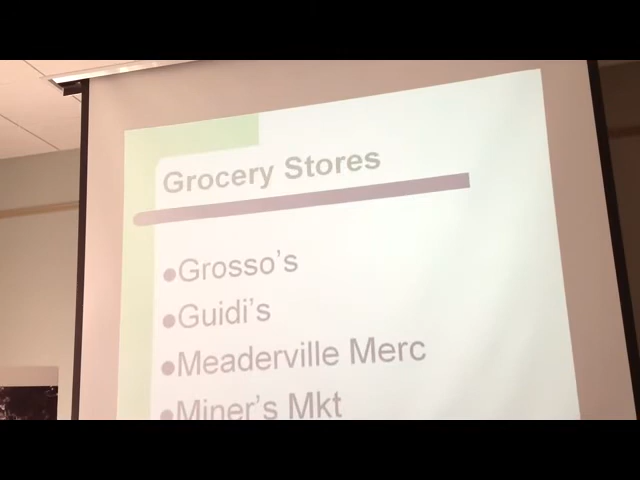 Grocery Stores
•Grosso's
•Guidi's
•Meaderville Merc
•Miner's Mkt